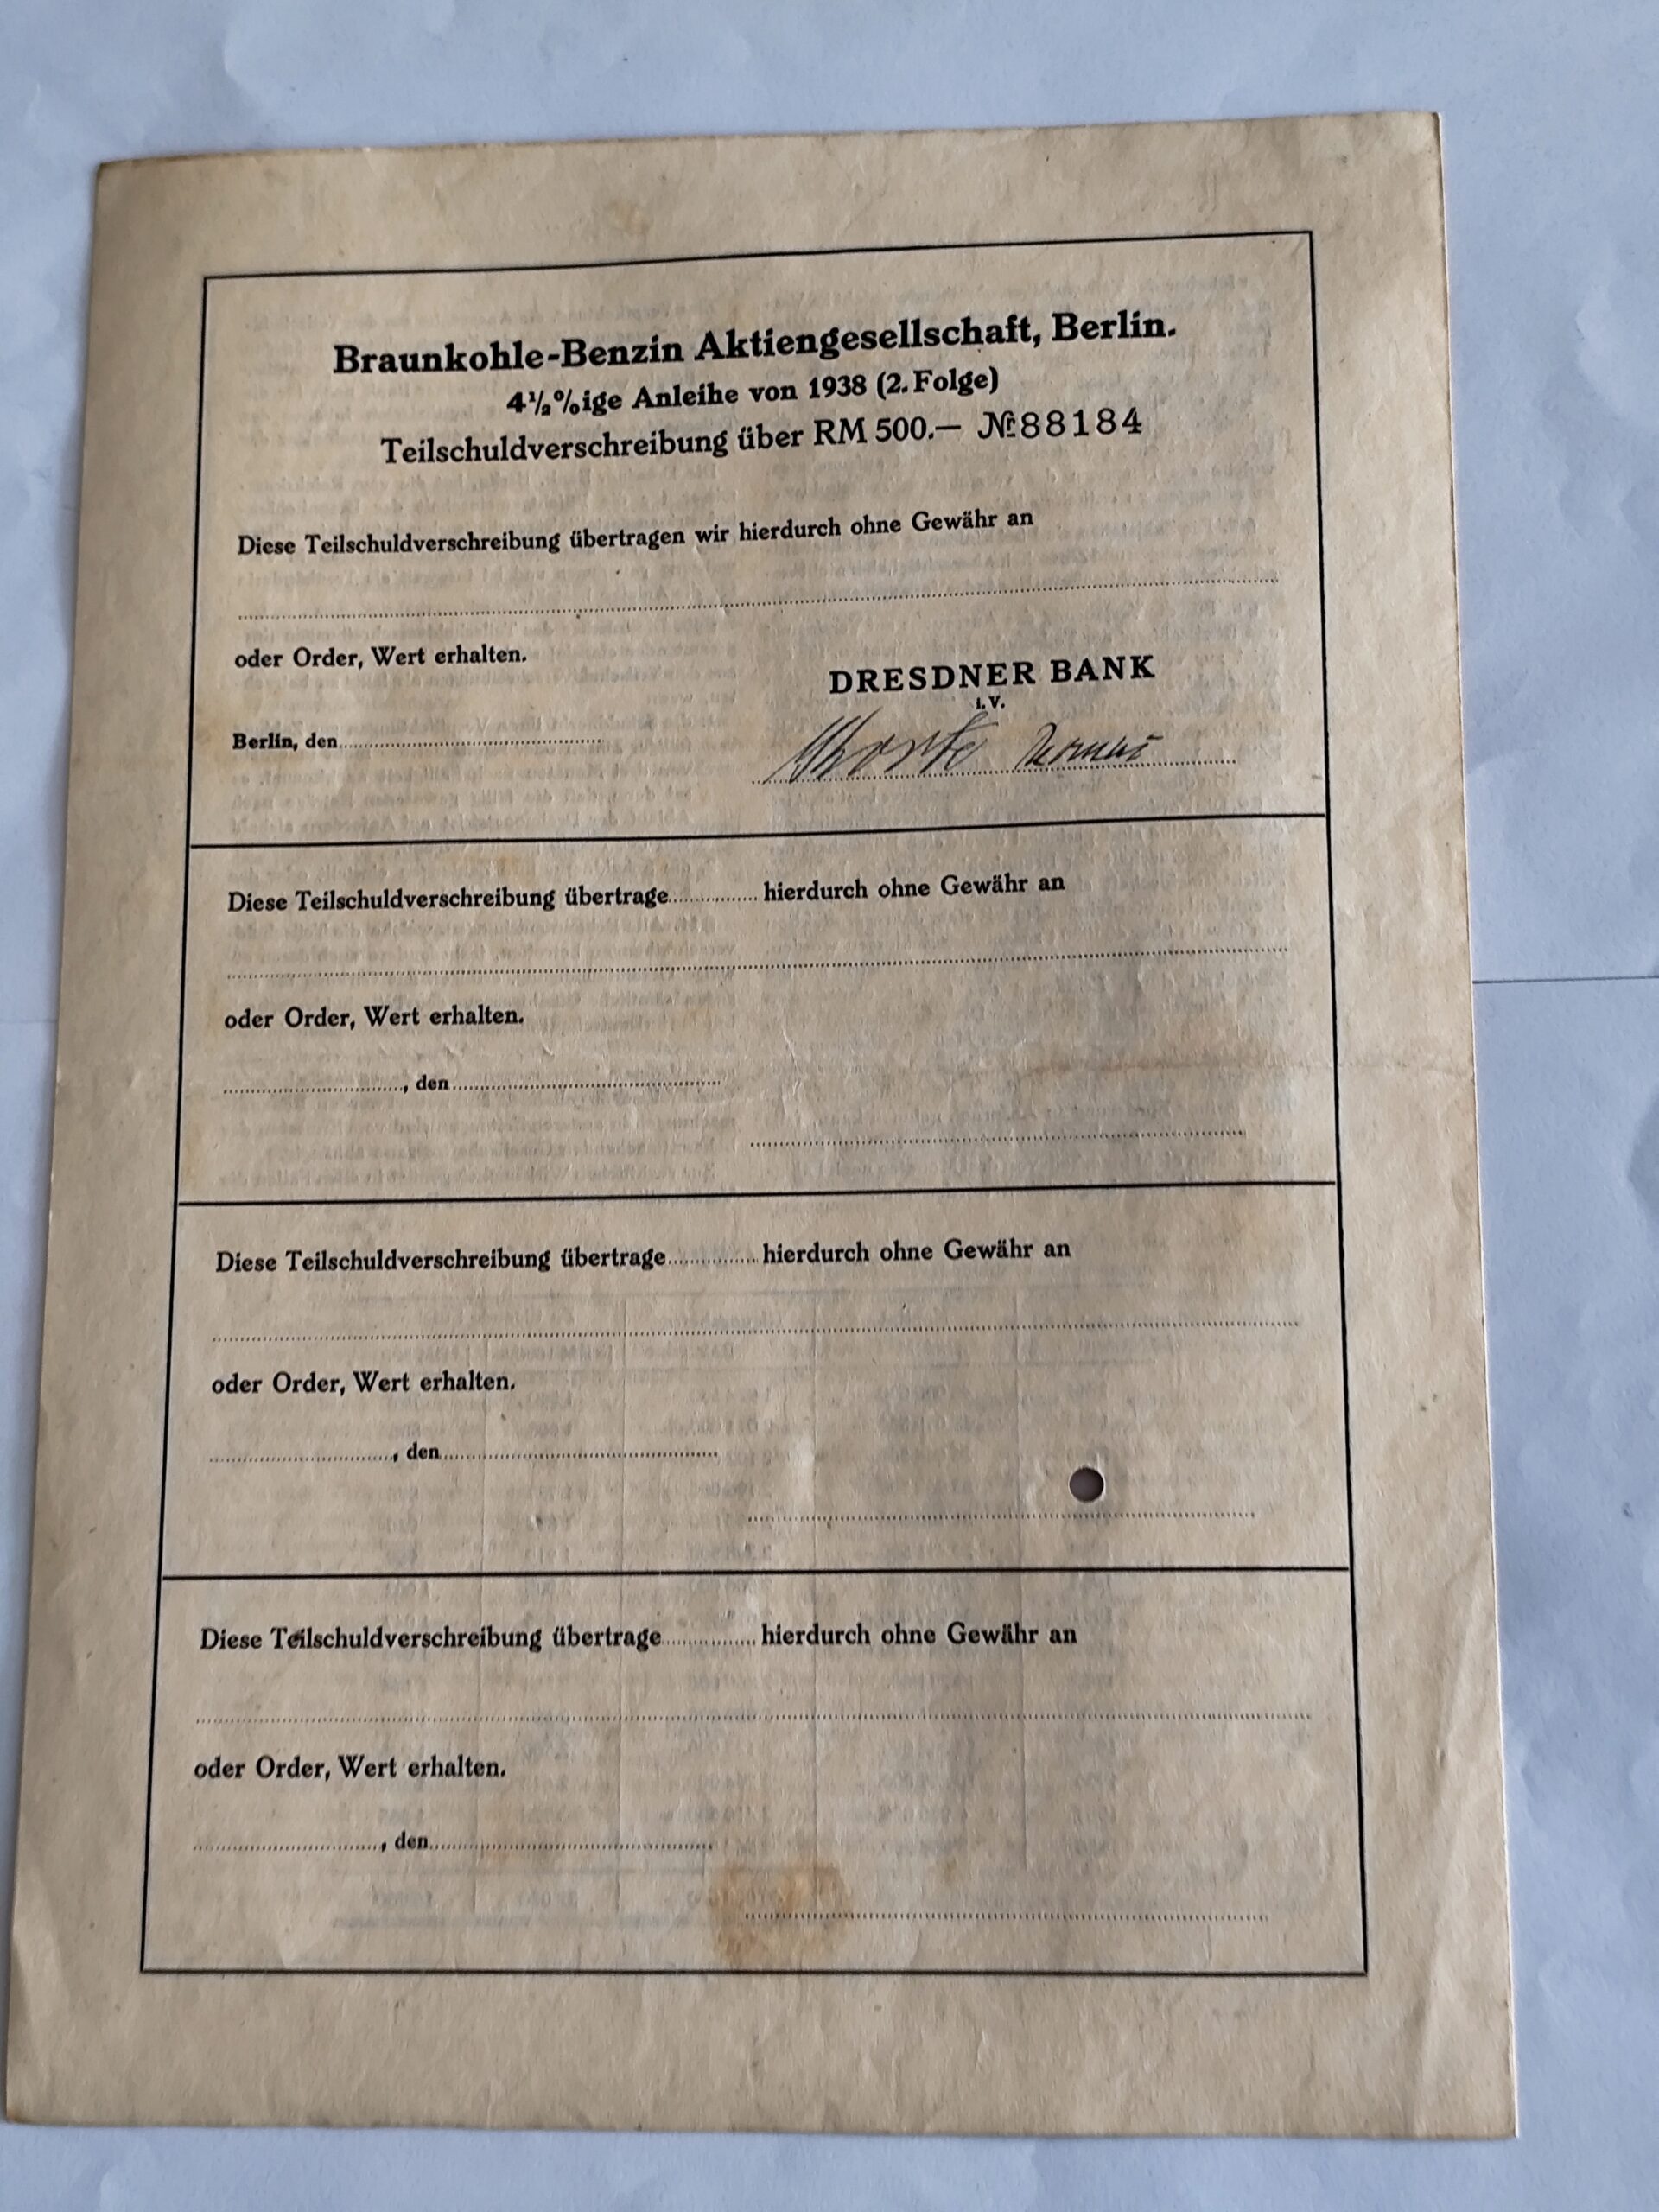 Braunkohle-Benzin Aktiengesellschaft, Berlin.
4½%ige Anleihe von 1938 (2. Folge)
Teilschuldverschreibung über RM 500.— № 88184
Diese Teilschuldverschreibung übertragen wir hierdurch ohne Gewähr an
oder Order, Wert erhalten.
DRESDNER BANK
i. V.
Berlin, den
Diese Teilschuldverschreibung übertrage hierdurch ohne Gewähr an
oder Order, Wert erhalten.
, den
Diese Teilschuldverschreibung übertrage hierdurch ohne Gewähr an
oder Order, Wert erhalten.
, den
Diese Teilschuldverschreibung übertrage hierdurch ohne Gewähr an
oder Order, Wert erhalten.
, den